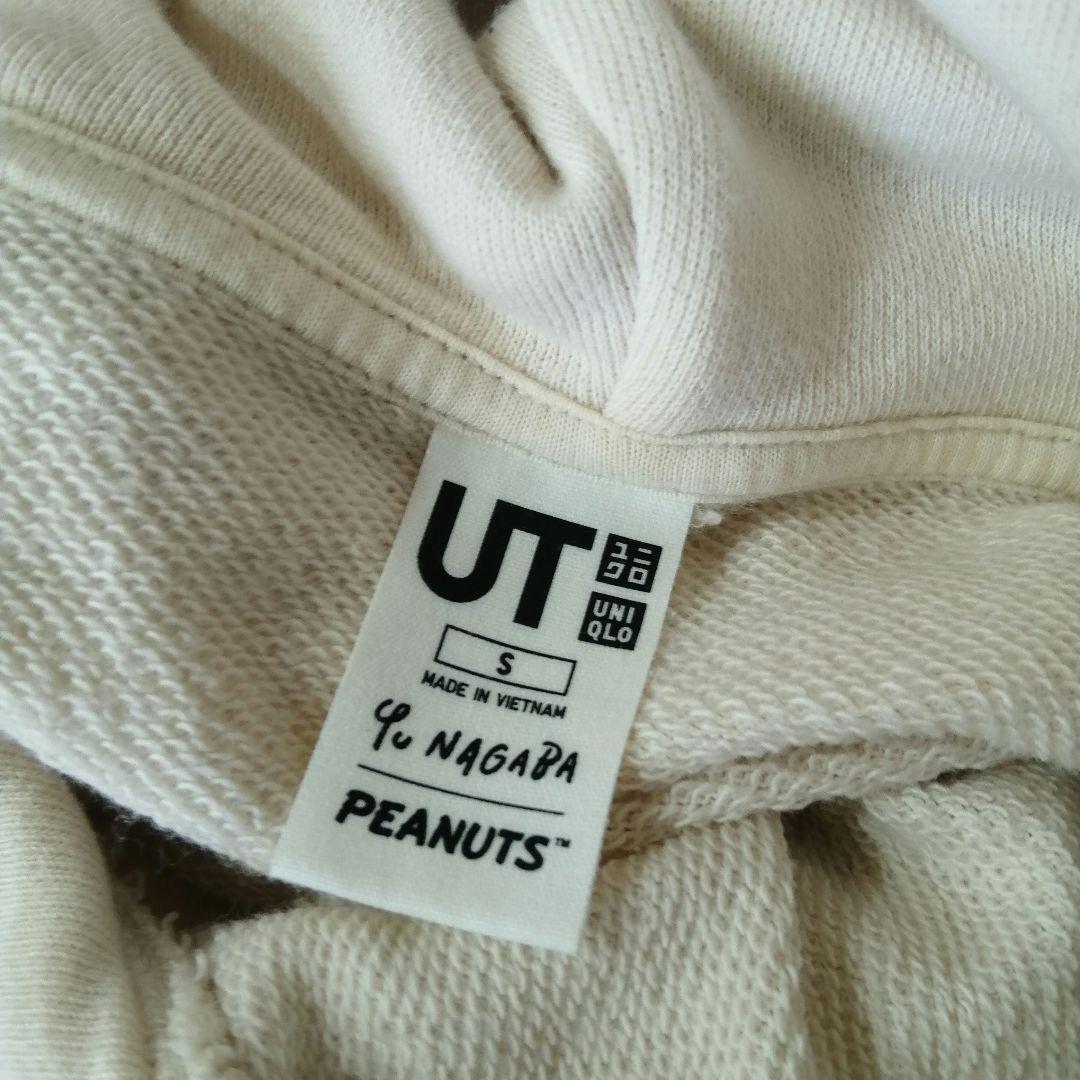 UT
ユニ
クロ
UNI
QLO
S
MADE IN VIETNAM
Yu NAGABA
PEANUTS™